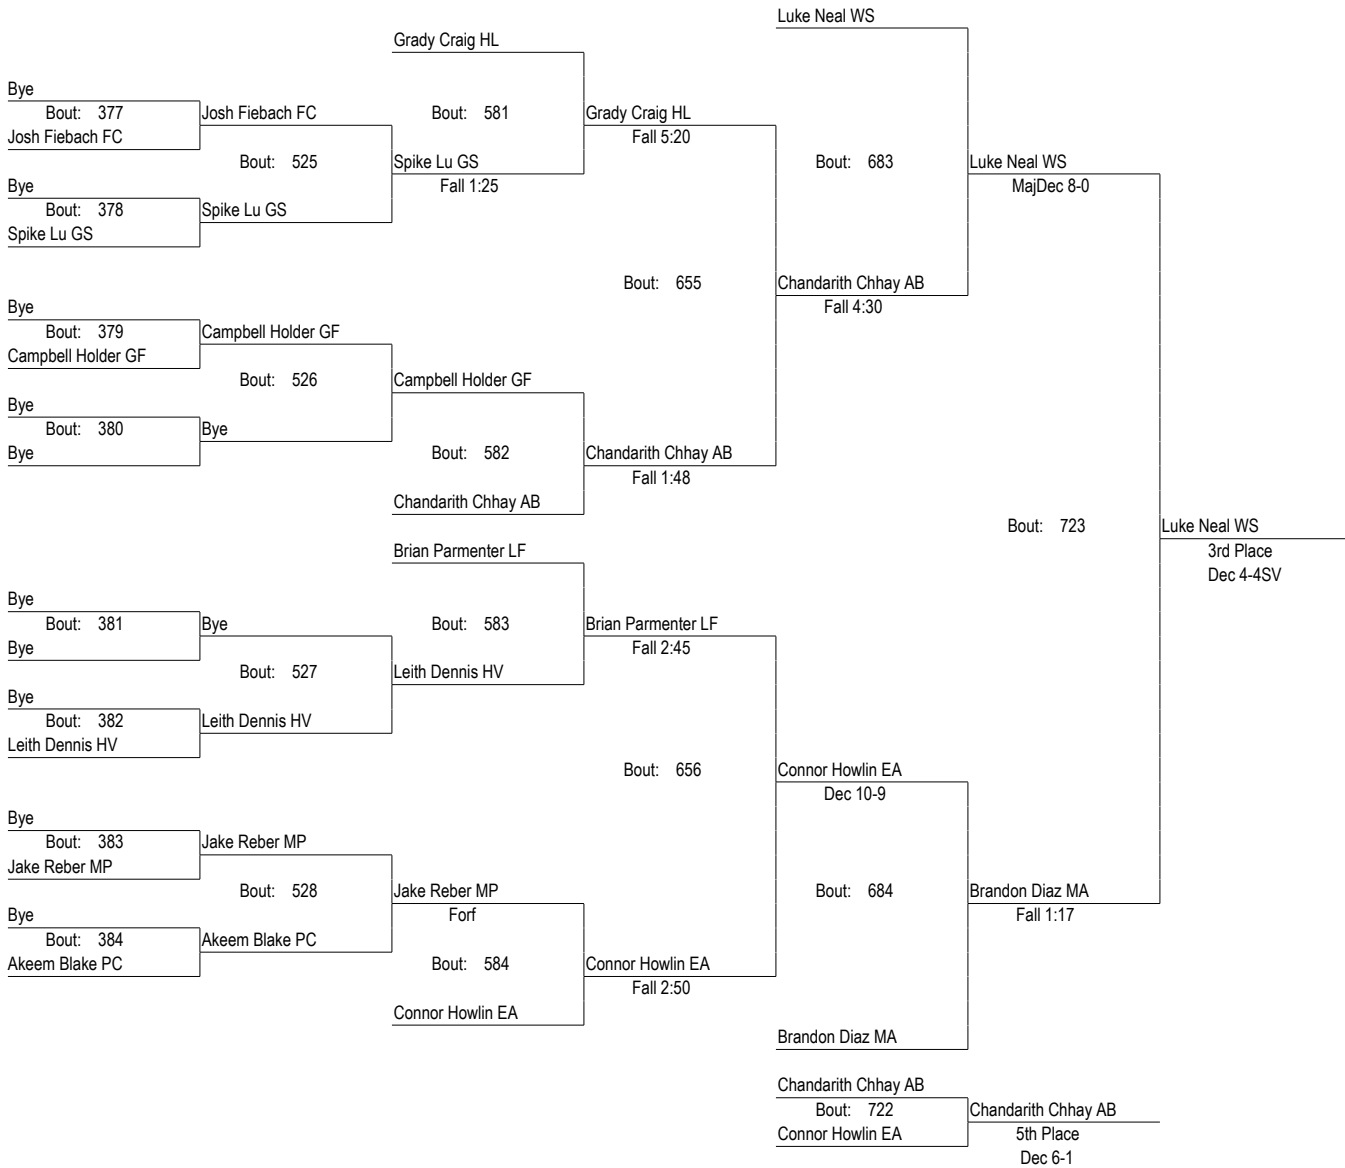 Luke Neal WS
Grady Craig HL
Bye
Bout: 377
Josh Fiebach FC
Josh Fiebach FC
Bout: 581
Grady Craig HL
Fall 5:20
Bout: 525
Spike Lu GS
Fall 1:25
Bout: 683
Luke Neal WS
MajDec 8-0
Bye
Bout: 378
Spike Lu GS
Spike Lu GS
Bout: 655
Chandarith Chhay AB
Fall 4:30
Bye
Bout: 379
Campbell Holder GF
Campbell Holder GF
Bout: 526
Campbell Holder GF
Bye
Bout: 380
Bye
Bye
Bout: 582
Chandarith Chhay AB
Fall 1:48
Chandarith Chhay AB
Bout: 723
Luke Neal WS
3rd Place
Dec 4-4SV
Brian Parmenter LF
Bye
Bout: 381
Bye
Bye
Bout: 583
Brian Parmenter LF
Fall 2:45
Bout: 527
Leith Dennis HV
Bye
Bout: 382
Leith Dennis HV
Leith Dennis HV
Bout: 656
Connor Howlin EA
Dec 10-9
Bye
Bout: 383
Jake Reber MP
Jake Reber MP
Bout: 528
Jake Reber MP
Forf
Bout: 684
Brandon Diaz MA
Fall 1:17
Bye
Bout: 384
Akeem Blake PC
Akeem Blake PC
Bout: 584
Connor Howlin EA
Fall 2:50
Connor Howlin EA
Brandon Diaz MA
Chandarith Chhay AB
Bout: 722
Connor Howlin EA
Chandarith Chhay AB
5th Place
Dec 6-1